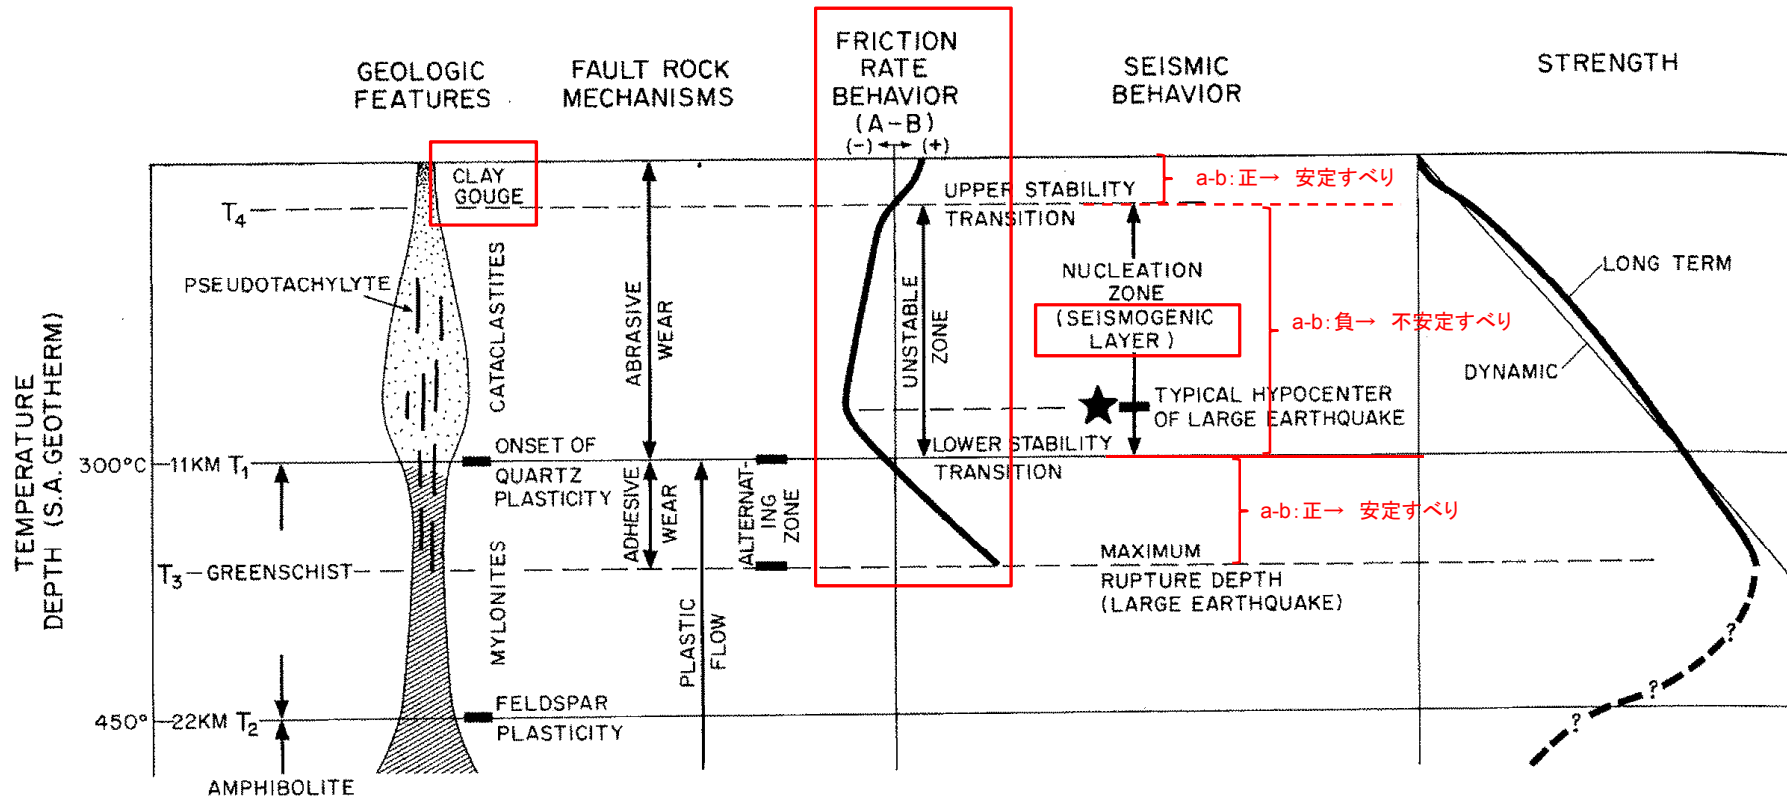 GEOLOGIC
FEATURES
FAULT ROCK
MECHANISMS
FRICTION
RATE
BEHAVIOR
(A-B)
(-) (+)
SEISMIC
BEHAVIOR
STRENGTH
TEMPERATURE
DEPTH (S.A. GEOTHERM)
CLAY
GOUGE
T4
PSEUDOTACHYLYTE
CATACLASTITES
ABRASIVE
WEAR
UNSTABLE
ZONE
UPPER STABILITY
TRANSITION
a-b:正→ 安定すべり
NUCLEATION
ZONE
(SEISMOGENIC
LAYER)
a-b:負→ 不安定すべり
TYPICAL HYPOCENTER
OF LARGE EARTHQUAKE
LONG TERM
DYNAMIC
300°C 11KM T1
ONSET OF
QUARTZ
PLASTICITY
LOWER STABILITY
TRANSITION
ADHESIVE
WEAR
ALTERNAT-
ING
ZONE
a-b:正→ 安定すべり
T3 GREENSCHIST
MYLONITES
PLASTIC
FLOW
MAXIMUM
RUPTURE DEPTH
(LARGE EARTHQUAKE)
?
?
?
450° 22KM T2
FELDSPAR
PLASTICITY
AMPHIBOLITE